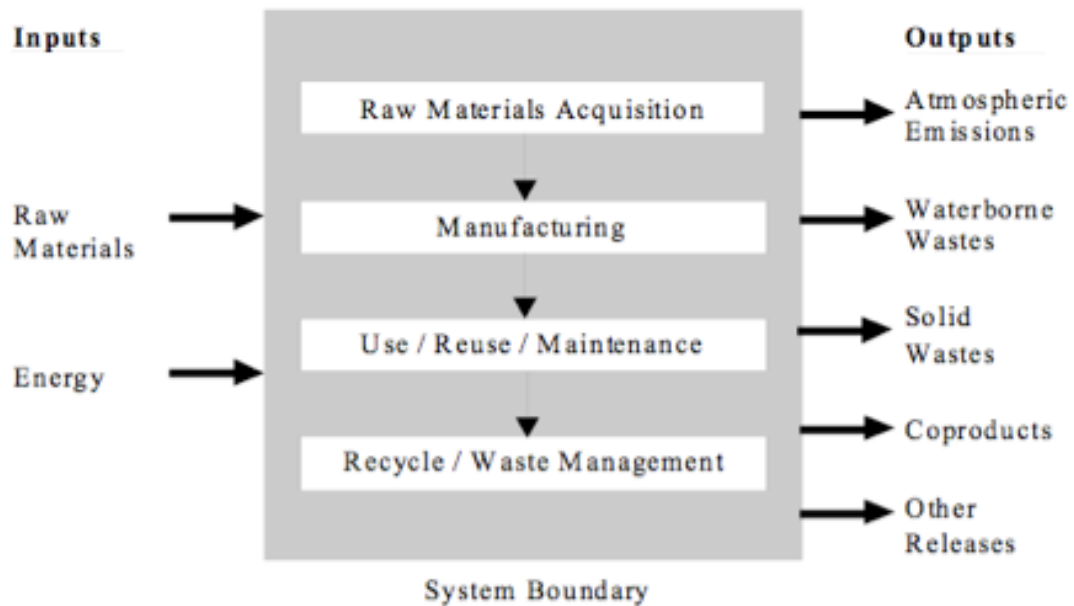 Inputs
Outputs
Raw Materials Acquisition
Manufacturing
Use / Reuse / Maintenance
Recycle / Waste Management
Raw
Materials
Energy
Atmospheric
Emissions
Waterborne
Wastes
Solid
Wastes
Coproducts
Other
Releases
System Boundary